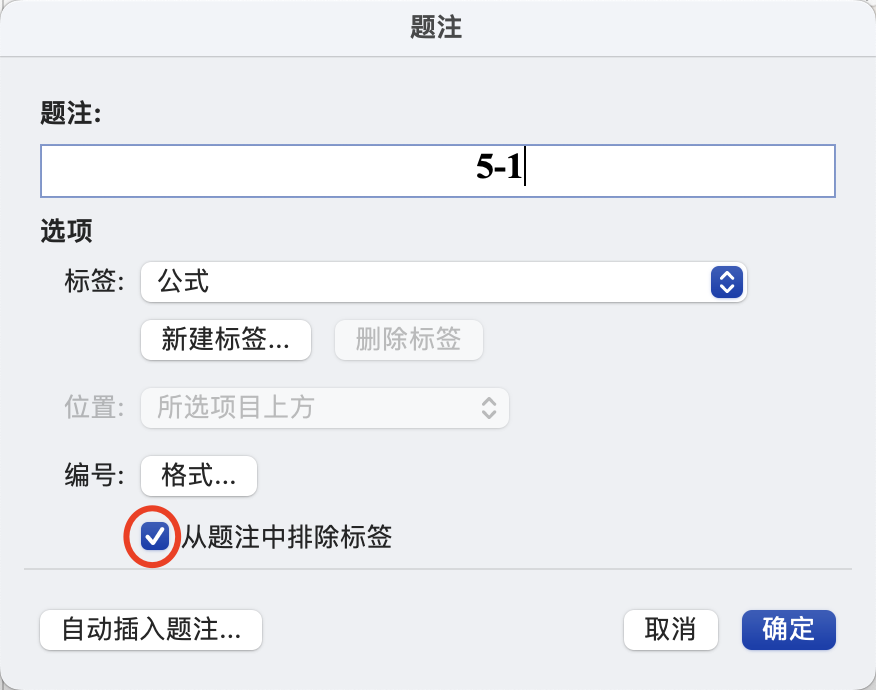 题注
题注:
5-1
选项
标签: 公式
新建标签... 删除标签
位置: 所选项目上方
编号: 格式...
从题注中排除标签
自动插入题注... 取消 确定